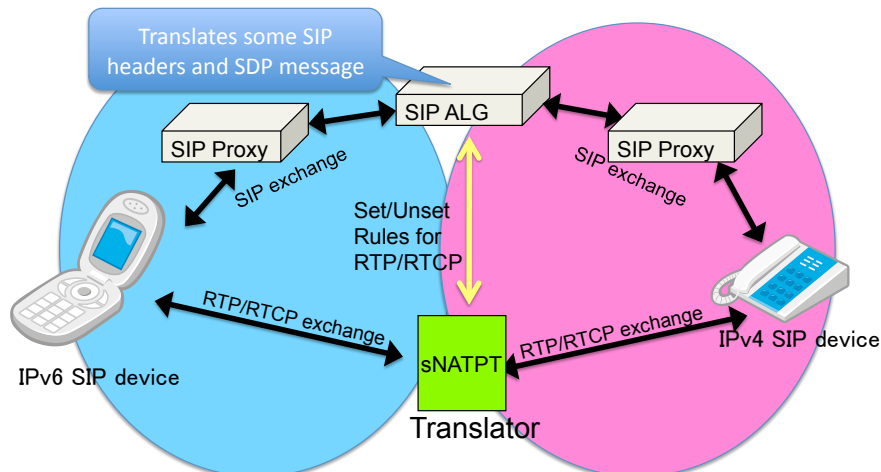 Translates some SIP
headers and SDP message
SIP ALG
SIP Proxy
SIP Proxy
SIP exchange
SIP exchange
Set/Unset
Rules for
RTP/RTCP
RTP/RTCP exchange
RTP/RTCP exchange
sNATPT
IPv6 SIP device
IPv4 SIP device
Translator